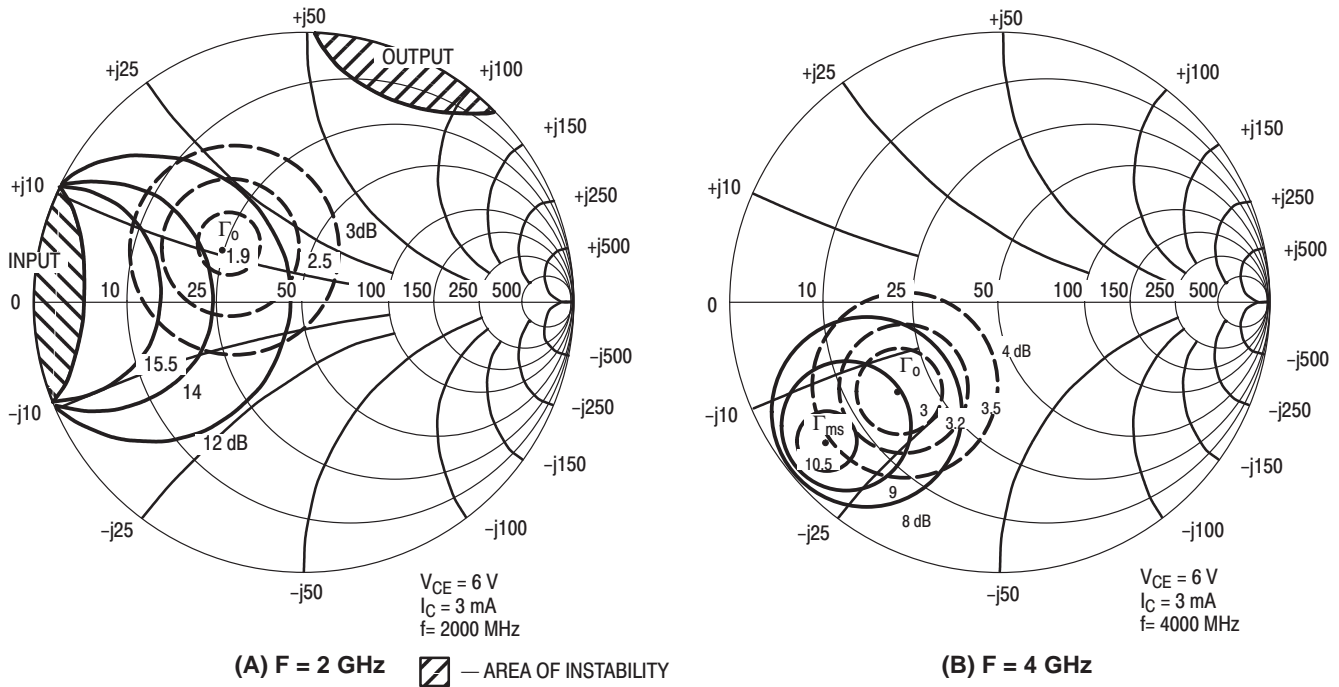 +j50
OUTPUT
+j25
+j100
+j150
+j10
+j250
Γo
3dB
+j500
INPUT
1.9
2.5
0
10
25
50
100
150
250
500
15.5
−j500
14
−j10
−j250
12 dB
−j150
−j25
−j100
−j50
VCE = 6 V
IC = 3 mA
f= 2000 MHz
(A) F = 2 GHz
— AREA OF INSTABILITY
+j50
+j25
+j100
+j150
+j10
+j250
+j500
0
10
25
50
100
150
250
500
4 dB
−j500
Γo
−j10
3
3.2
3.5
−j250
Γms
10.5
−j150
9
8 dB
−j25
−j100
−j50
VCE = 6 V
IC = 3 mA
f= 4000 MHz
(B) F = 4 GHz